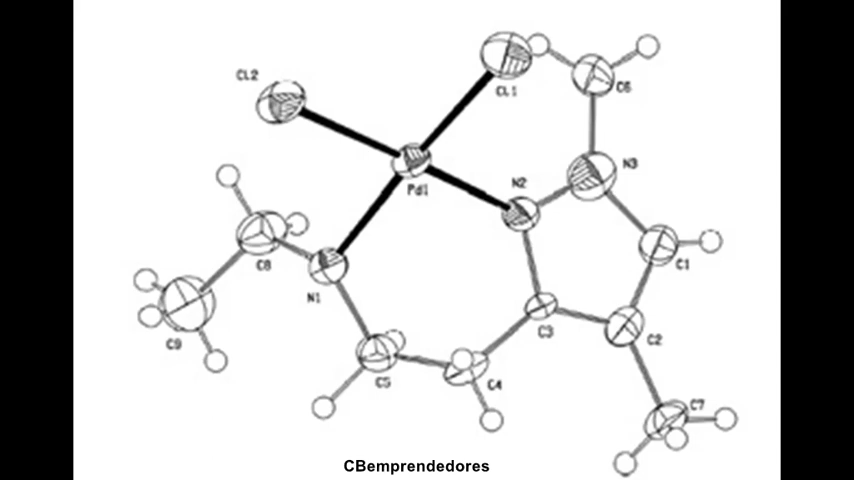 CL2
CL1
C6
Pd1
N2
N3
C8
N1
C1
C9
C3
C2
C5
C4
C7
CBemprendedores